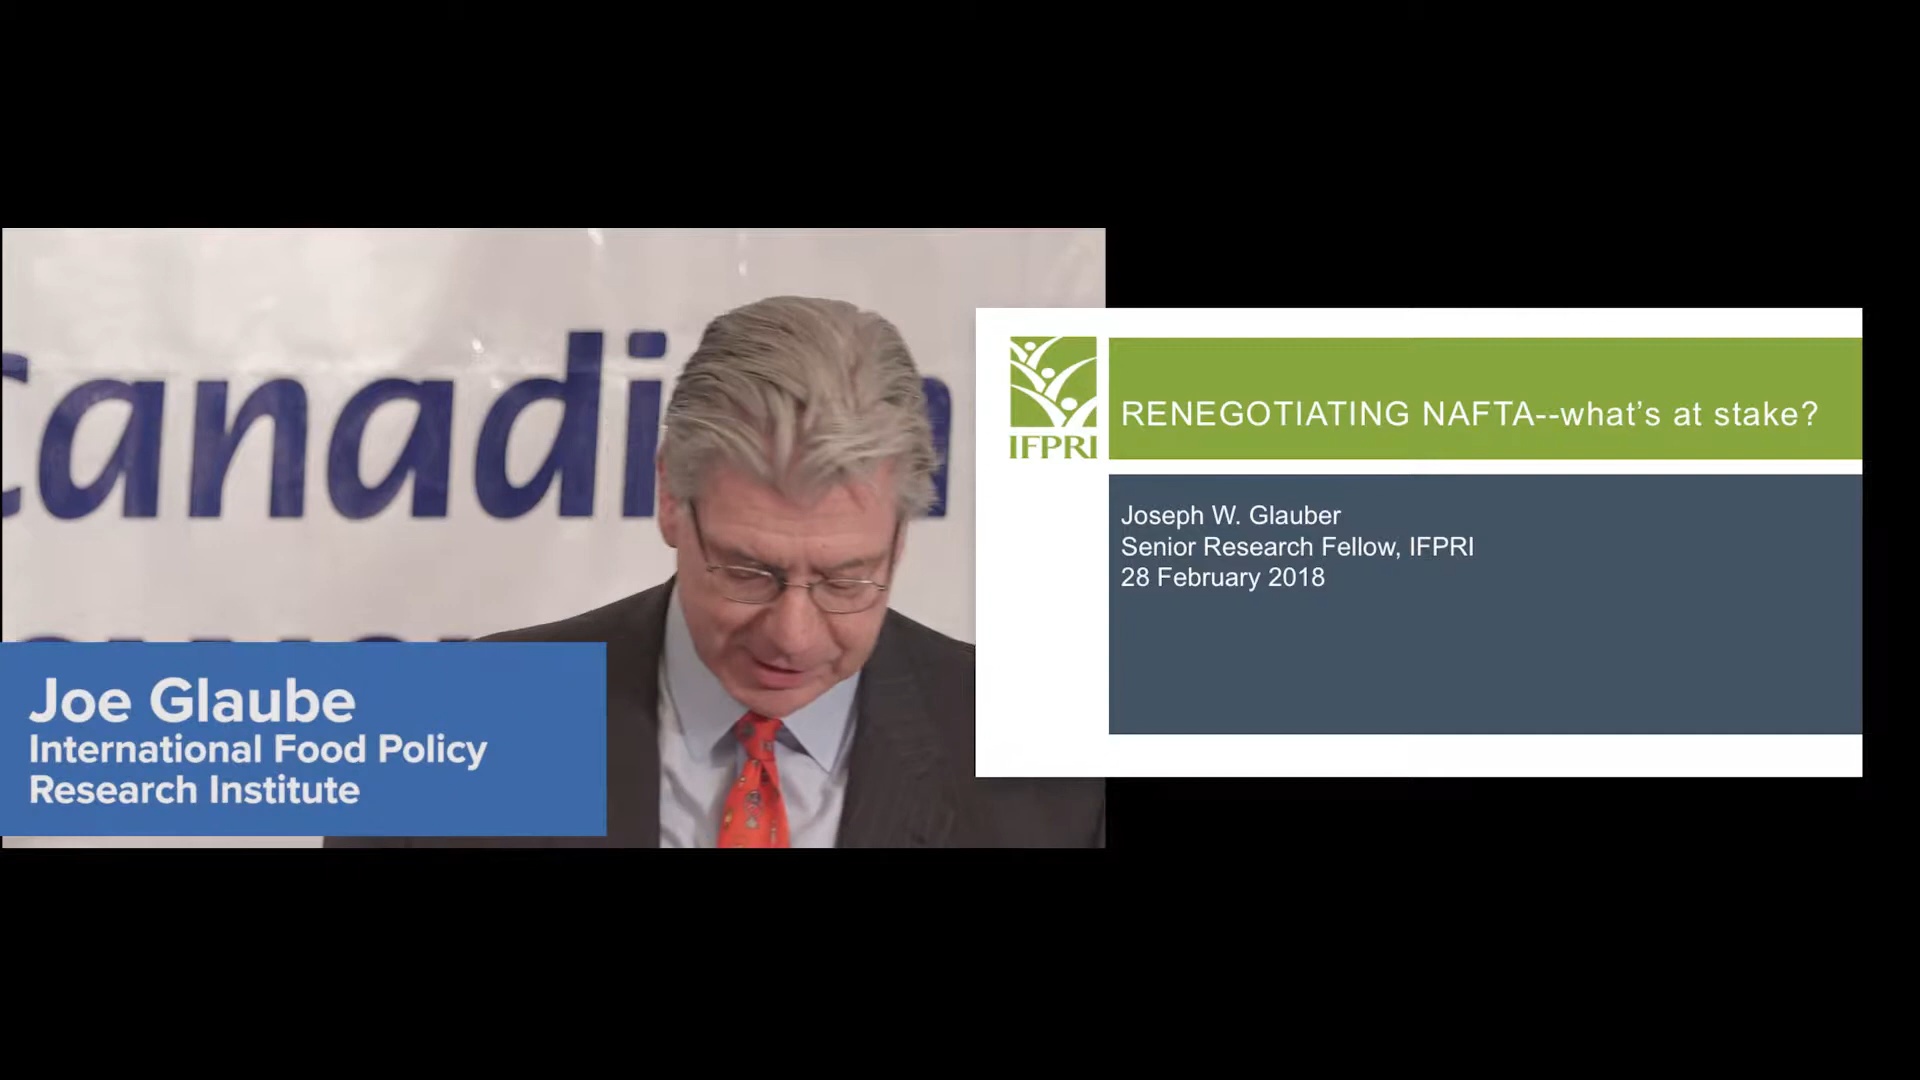 Canadi n
Joe Glaube
International Food Policy
Research Institute
IFPRI
RENEGOTIATING NAFTA--what's at stake?
Joseph W. Glauber
Senior Research Fellow, IFPRI
28 February 2018